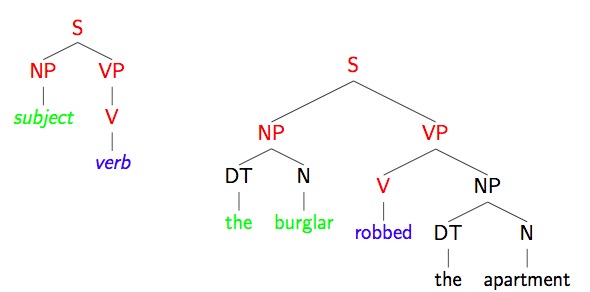 S
NP VP
subject V
verb
S
NP VP
DT N V NP
the burglar robbed DT N
the apartment